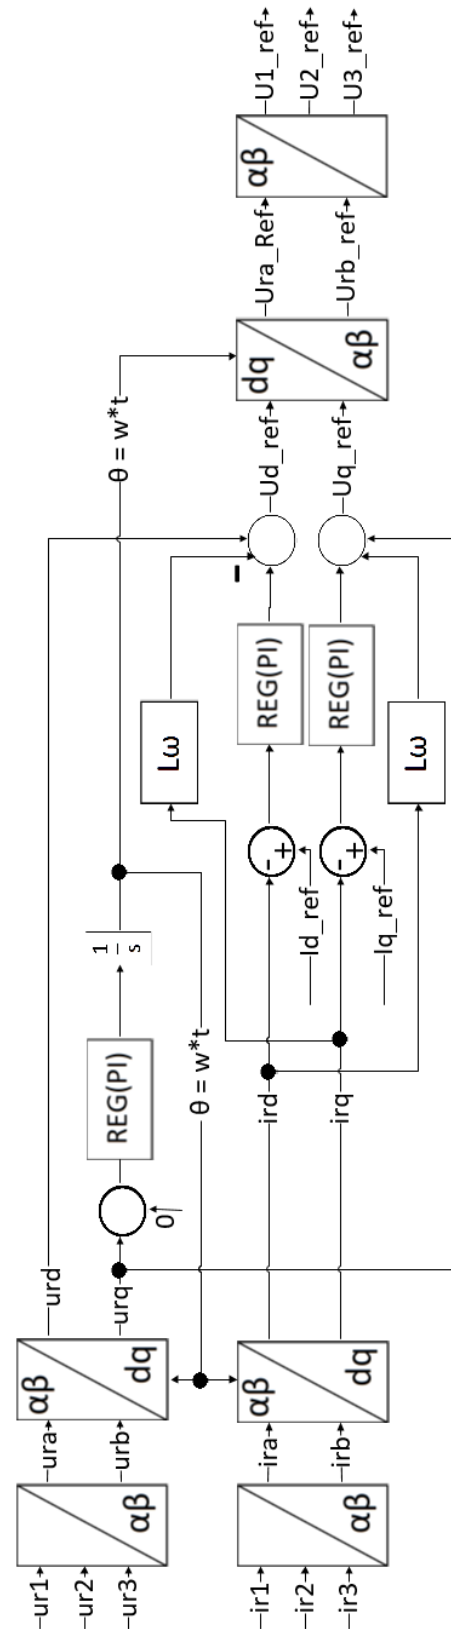 ur1
ur2
ur3
αβ
ura
urb
αβ
dq
urd
urq
0
REG(PI)
1
s
θ = w*t
θ = w*t
ir1
ir2
ir3
αβ
ira
irb
αβ
dq
ird
irq
-
+
Id_ref
-
+
Iq_ref
Lω
REG(PI)
REG(PI)
Lω
-
Ud_ref
Uq_ref
dq
αβ
Ura_Ref
Urb_ref
αβ
U1_ref
U2_ref
U3_ref